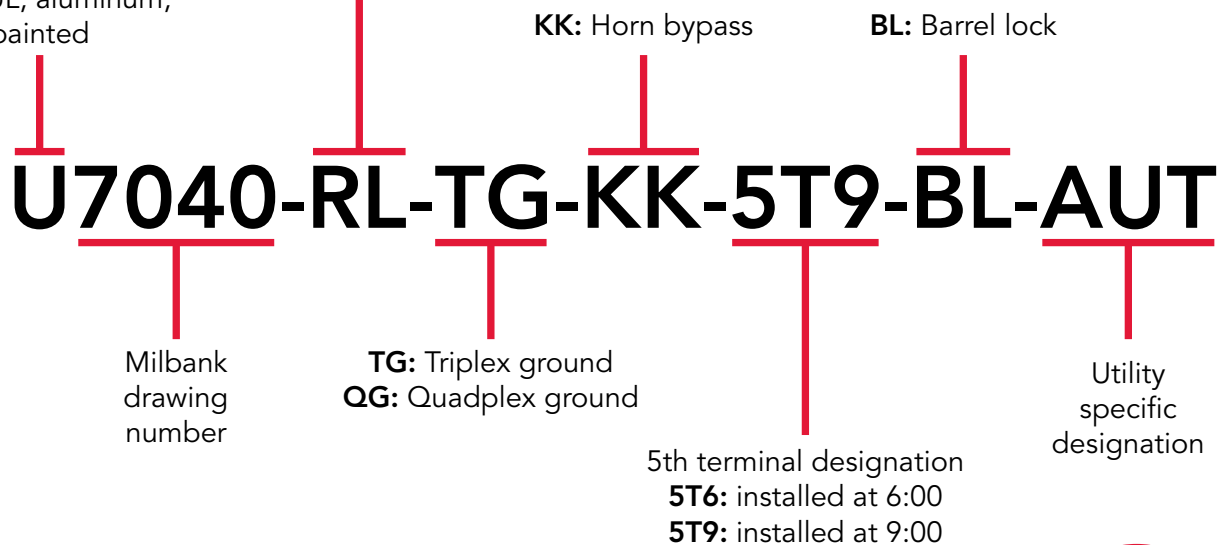 aluminum,
painted
KK: Horn bypass
BL: Barrel lock
U7040-RL-TG-KK-5T9-BL-AUT
Milbank
drawing
number
TG: Triplex ground
QG: Quadplex ground
5th terminal designation
5T6: installed at 6:00
5T9: installed at 9:00
Utility
specific
designation